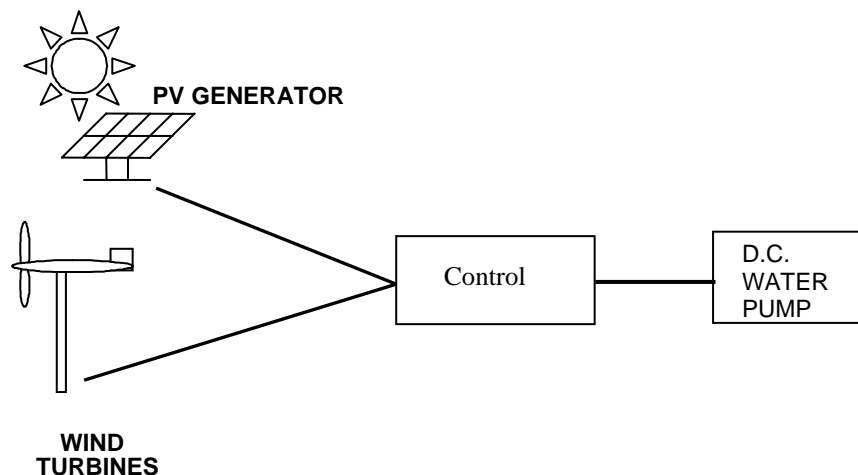 PV GENERATOR
Control
D.C.
WATER
PUMP
WIND
TURBINES